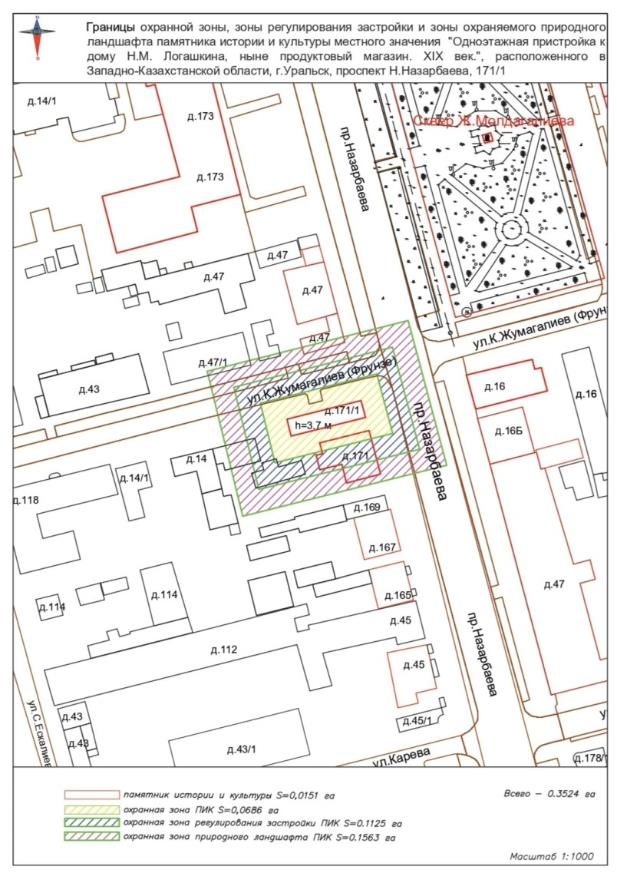 Границы охранной зоны, зоны регулирования застройки и зоны охраняемого природного
ландшафта памятника истории и культуры местного значения "Одноэтажная пристройка к
дому Н.М. Логашкина, ныне продуктовый магазин. XIX век.", расположенного в
Западно-Казахстанской области, г.Уральск, проспект Н.Назарбаева, 171/1
д.14/1
д.173
Сквер Ж.Молдагалиева
пр.Назарбаева
д.173
д.47
д.47
д.47
д.47
ул.К.Жумагалиев (Фрун
д.47/1
ул.К.Жумагалиев (Фрунзе)
д.43
д.16
д.16
д.171/1
h=3,7 м
пр.Назарбаева
д.16Б
д.171
д.14
д.14/1
д.118
д.169
д.167
д.47
д.114
д.114
д.165
д.45
пр.Назарбаева
д.112
д.45
ул.С.Ескалиев
д.43
д.45/1
д.43
д.43/1
ул.Карева
д.178/
памятник истории и культуры S=0,0151 га
Всего – 0.3524 га
охранная зона ПИК S=0,0686 га
охранная зона регулирования застройки ПИК S=0.1125 га
охранная зона природного ландшафта ПИК S=0.1563 га
Масштаб 1:1000